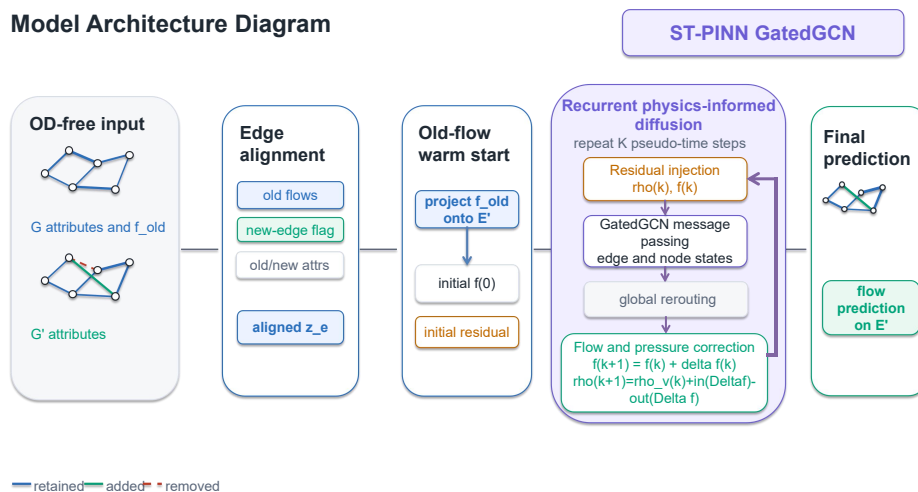 Model Architecture Diagram
ST-PINN GatedGCN
OD-free input
G attributes and f_old
G' attributes
Edge
alignment
old flows
new-edge flag
old/new attrs
aligned z_e
Old-flow
warm start
project f_old
onto E'
initial f(0)
initial residual
Recurrent physics-informed
diffusion
repeat K pseudo-time steps
Residual injection
rho(k), f(k)
GatedGCN message
passing
edge and node states
global rerouting
Flow and pressure correction
f(k+1) = f(k) + delta f(k)
rho(k+1)=rho_v(k)+in(Deltaf)-
out(Delta f)
Final
prediction
flow
prediction
on E'
retained
added
removed